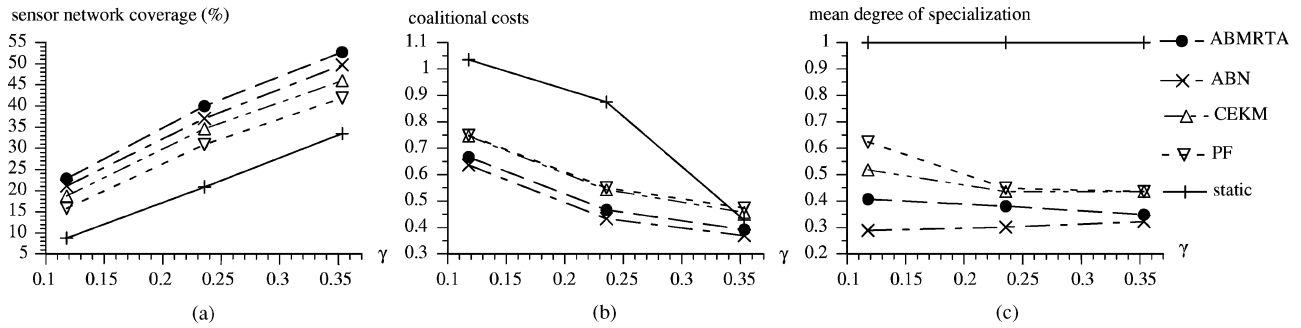 sensor network coverage (%)
55
50
45
40
35
30
25
20
15
10
5
0.1 0.15 0.2 0.25 0.3 0.35
γ
(a)
coalitional costs
1.1
1
0.9
0.8
0.7
0.6
0.5
0.4
0.3
0.1 0.15 0.2 0.25 0.3 0.35
γ
(b)
mean degree of specialization
1
0.9
0.8
0.7
0.6
0.5
0.4
0.3
0.2
0.1 0.15 0.2 0.25 0.3 0.35
γ
(c)
ABMRTA
ABN
CEKM
PF
static